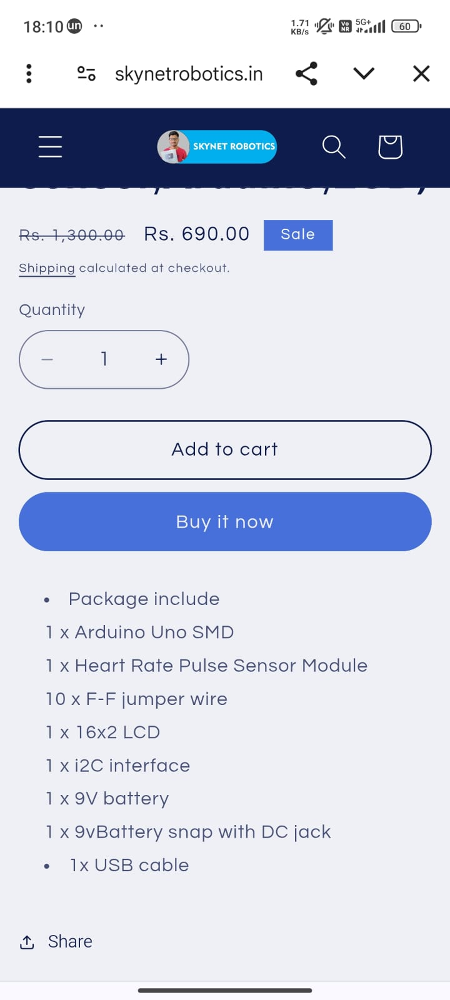 18:10 un
1.71 KB/s Vo NR 5G+ 60
skynetrobotics.in
SKYNET ROBOTICS
Rs. 1,300.00 Rs. 690.00 Sale
Shipping calculated at checkout.
Quantity
− 1 +
Add to cart
Buy it now
• Package include
1 x Arduino Uno SMD
1 x Heart Rate Pulse Sensor Module
10 x F-F jumper wire
1 x 16x2 LCD
1 x i2C interface
1 x 9V battery
1 x 9vBattery snap with DC jack
• 1x USB cable
Share